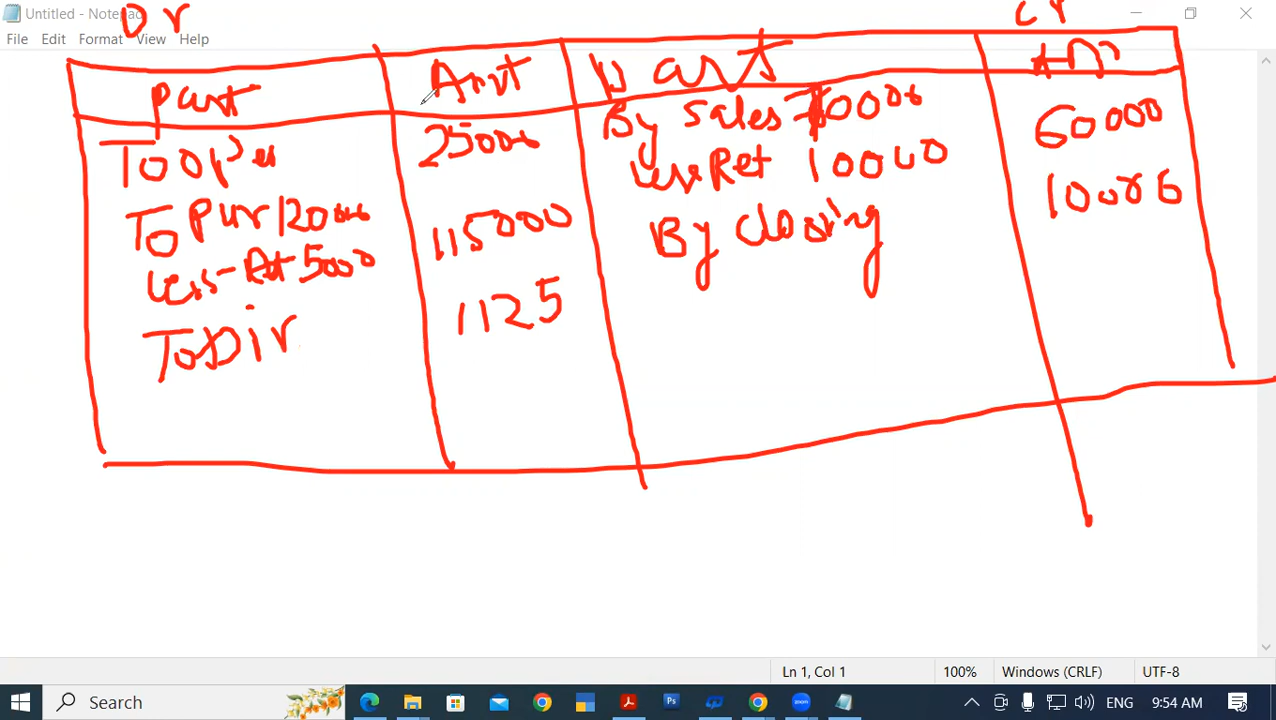 Untitled - Notepad
Dr Cr
File Edit Format View Help
Part Amt Part Am
To Open 25000 By Sales 70000 60000
To Pur 120000 115000 Less Ret 10000 10000
Less Ret 5000 By closing
To Dir 1125
Ln 1, Col 1 100% Windows (CRLF) UTF-8
Search ENG 9:54 AM